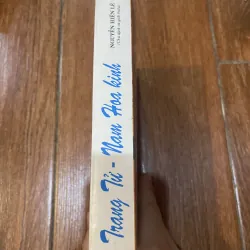 NGUYỄN HIẾN LÊ
Trang Tử - Nam Hoa kinh